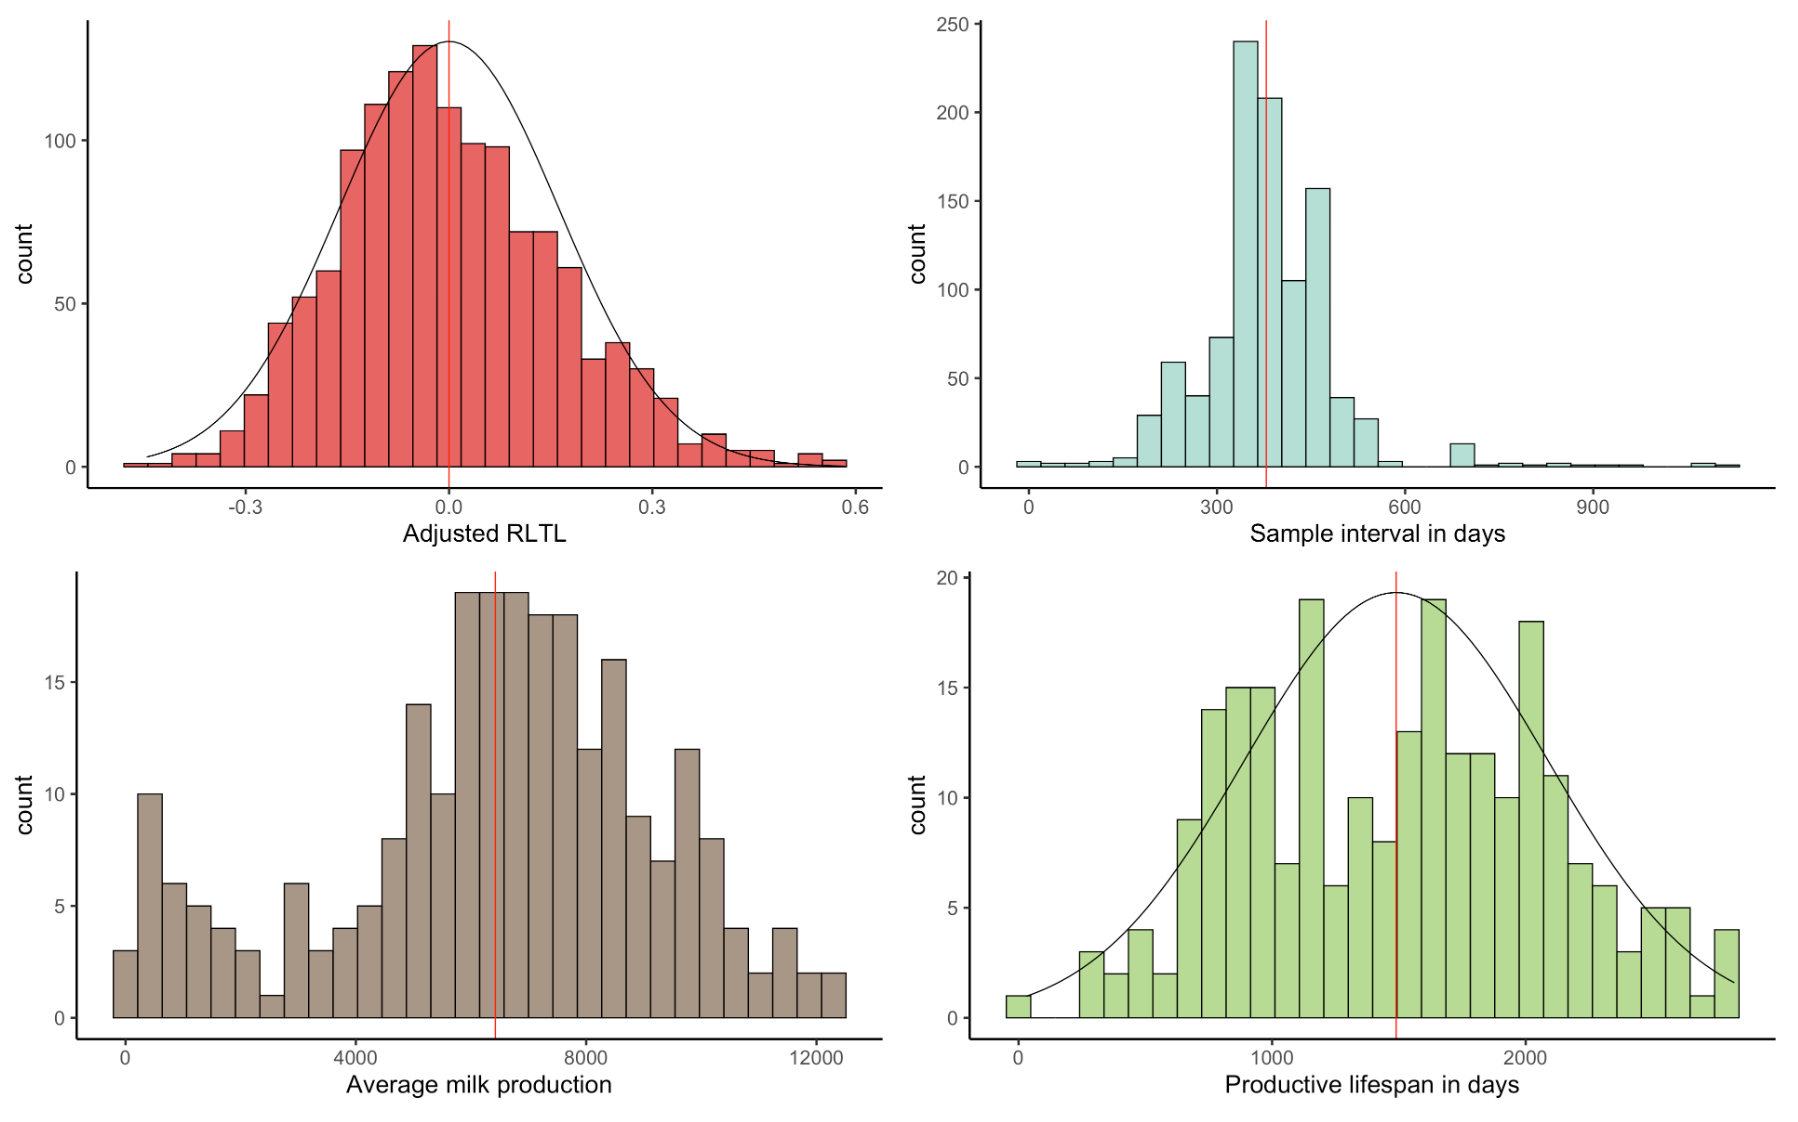 100
50
0
count
-0.3 0.0 0.3 0.6
Adjusted RLTL
250
200
150
100
50
0
count
0 300 600 900
Sample interval in days
15
10
5
0
count
0 4000 8000 12000
Average milk production
20
15
10
5
0
count
0 1000 2000
Productive lifespan in days